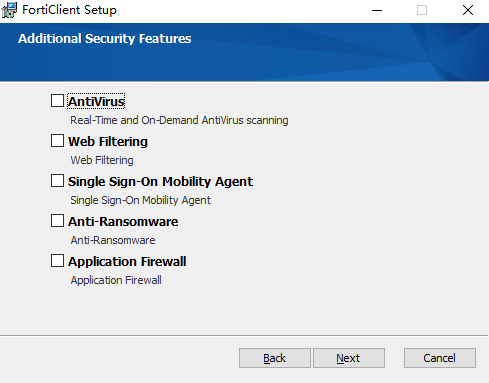 FortiClient Setup
Additional Security Features
AntiVirus
Real-Time and On-Demand AntiVirus scanning
Web Filtering
Web Filtering
Single Sign-On Mobility Agent
Single Sign-On Mobility Agent
Anti-Ransomware
Anti-Ransomware
Application Firewall
Application Firewall
Back Next Cancel